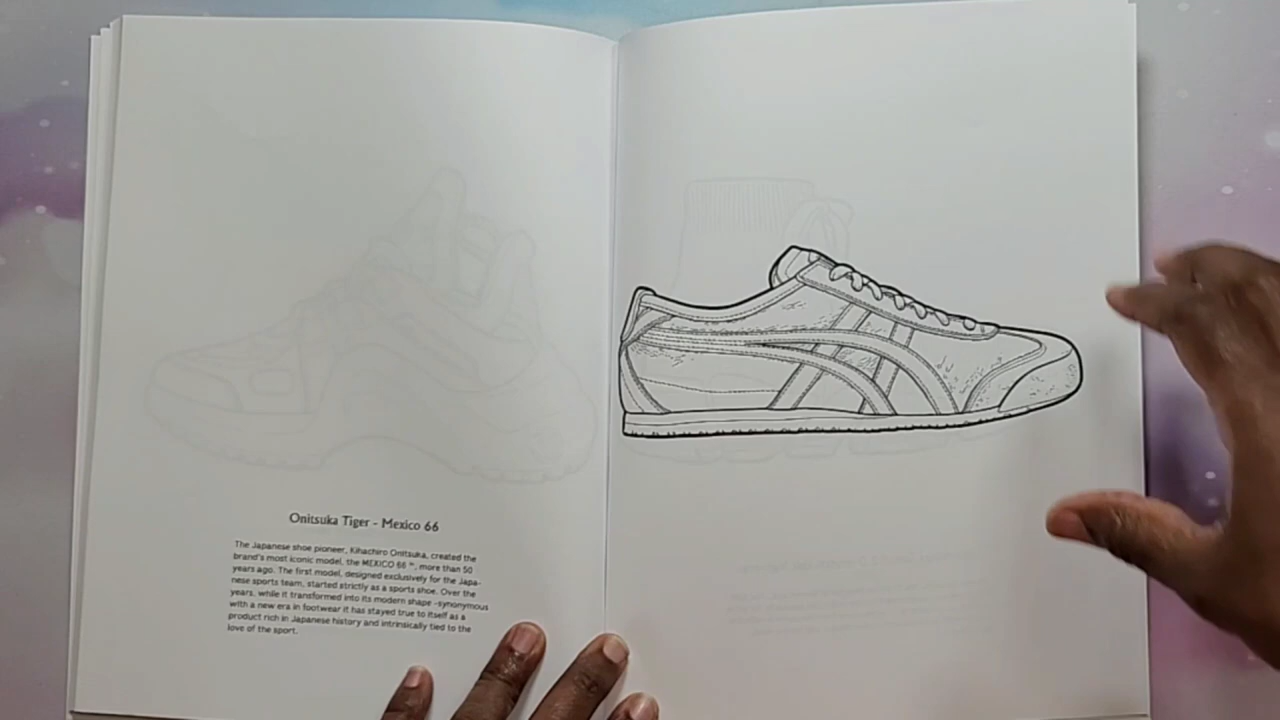 Onitsuka Tiger - Mexico 66
The Japanese shoe pioneer, Kihachiro Onitsuka, created the
brand's most iconic model, the MEXICO 66 ™, more than 50
years ago. The first model, designed exclusively for the Japa-
nese sports team, started strictly as a sports shoe. Over the
years, while it transformed into its modern shape -synonymous
with a new era in footwear it has stayed true to itself as a
product rich in Japanese history and intrinsically tied to the
love of the sport.